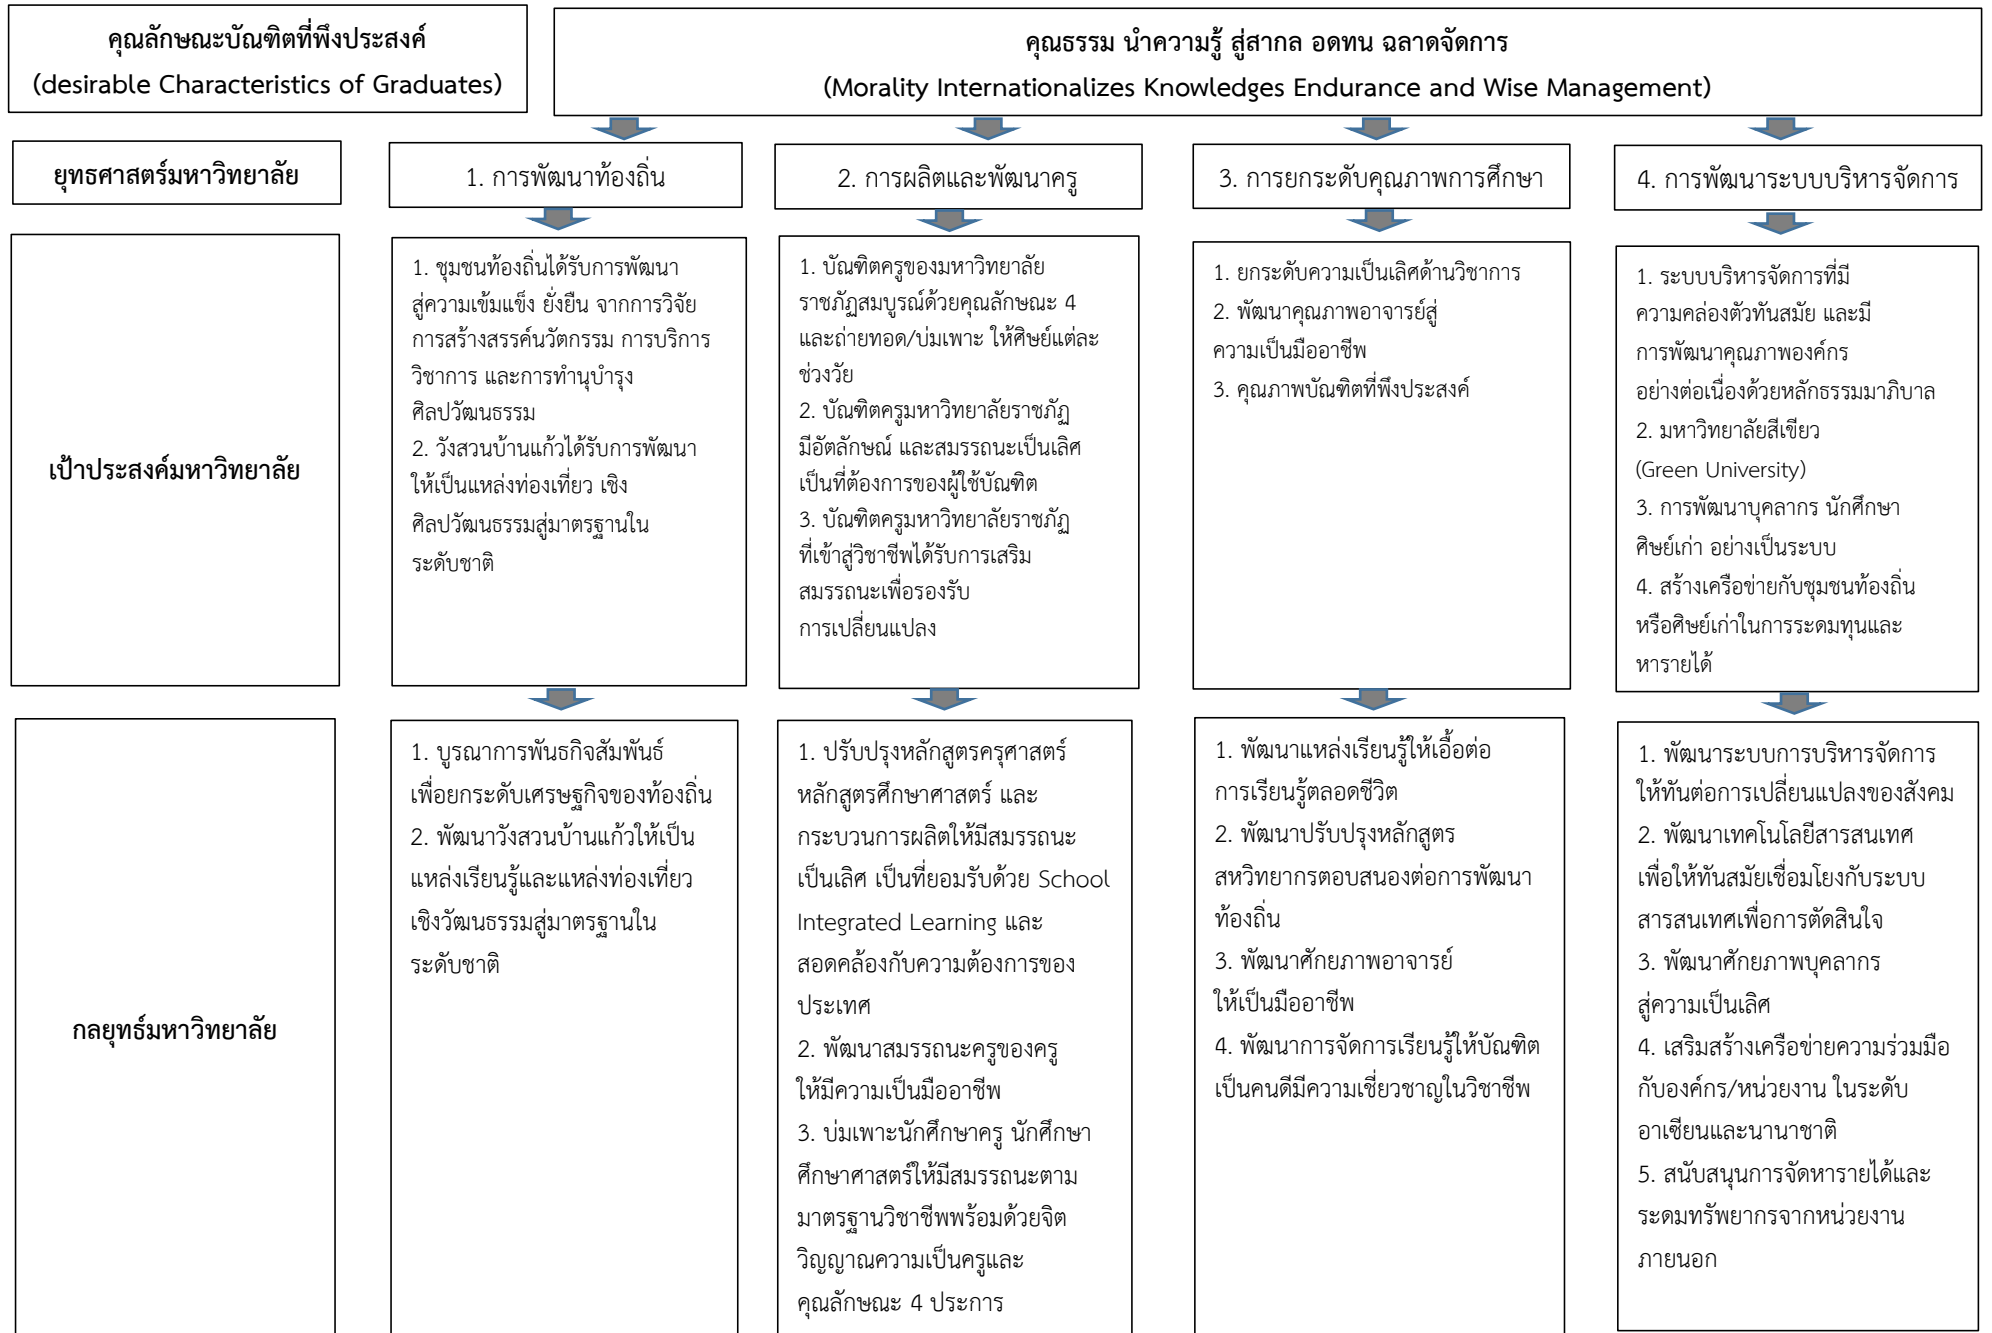 คุณลักษณะบัณฑิตที่พึงประสงค์
(desirable Characteristics of Graduates)
คุณธรรม นำความรู้ สู่สากล อดทน ฉลาดจัดการ
(Morality Internationalizes Knowledges Endurance and Wise Management)
ยุทธศาสตร์มหาวิทยาลัย
1. การพัฒนาท้องถิ่น
2. การผลิตและพัฒนาครู
3. การยกระดับคุณภาพการศึกษา
4. การพัฒนาระบบบริหารจัดการ
เป้าประสงค์มหาวิทยาลัย
1. ชุมชนท้องถิ่นได้รับการพัฒนา
สู่ความเข้มแข็ง ยั่งยืน จากการวิจัย
การสร้างสรรค์นวัตกรรม การบริการ
วิชาการ และการทำนุบำรุง
ศิลปวัฒนธรรม
2. วังสวนบ้านแก้วได้รับการพัฒนา
ให้เป็นแหล่งท่องเที่ยว เชิง
ศิลปวัฒนธรรมสู่มาตรฐานใน
ระดับชาติ
1. บัณฑิตครูของมหาวิทยาลัย
ราชภัฏสมบูรณ์ด้วยคุณลักษณะ 4
และถ่ายทอด/บ่มเพาะ ให้ศิษย์แต่ละ
ช่วงวัย
2. บัณฑิตครูมหาวิทยาลัยราชภัฏ
มีอัตลักษณ์ และสมรรถนะเป็นเลิศ
เป็นที่ต้องการของผู้ใช้บัณฑิต
3. บัณฑิตครูมหาวิทยาลัยราชภัฏ
ที่เข้าสู่วิชาชีพได้รับการเสริม
สมรรถนะเพื่อรองรับ
การเปลี่ยนแปลง
1. ยกระดับความเป็นเลิศด้านวิชาการ
2. พัฒนาคุณภาพอาจารย์สู่
ความเป็นมืออาชีพ
3. คุณภาพบัณฑิตที่พึงประสงค์
1. ระบบบริหารจัดการที่มี
ความคล่องตัวทันสมัย และมี
การพัฒนาคุณภาพองค์กร
อย่างต่อเนื่องด้วยหลักธรรมมาภิบาล
2. มหาวิทยาลัยสีเขียว
(Green University)
3. การพัฒนาบุคลากร นักศึกษา
ศิษย์เก่า อย่างเป็นระบบ
4. สร้างเครือข่ายกับชุมชนท้องถิ่น
หรือศิษย์เก่าในการระดมทุนและ
หารายได้
กลยุทธ์มหาวิทยาลัย
1. บูรณาการพันธกิจสัมพันธ์
เพื่อยกระดับเศรษฐกิจของท้องถิ่น
2. พัฒนาวังสวนบ้านแก้วให้เป็น
แหล่งเรียนรู้และแหล่งท่องเที่ยว
เชิงวัฒนธรรมสู่มาตรฐานใน
ระดับชาติ
1. ปรับปรุงหลักสูตรครุศาสตร์
หลักสูตรศึกษาศาสตร์ และ
กระบวนการผลิตให้มีสมรรถนะ
เป็นเลิศ เป็นที่ยอมรับด้วย School
Integrated Learning และ
สอดคล้องกับความต้องการของ
ประเทศ
2. พัฒนาสมรรถนะครูของครู
ให้มีความเป็นมืออาชีพ
3. บ่มเพาะนักศึกษาครู นักศึกษา
ศึกษาศาสตร์ให้มีสมรรถนะตาม
มาตรฐานวิชาชีพพร้อมด้วยจิต
วิญญาณความเป็นครูและ
คุณลักษณะ 4 ประการ
1. พัฒนาแหล่งเรียนรู้ให้เอื้อต่อ
การเรียนรู้ตลอดชีวิต
2. พัฒนาปรับปรุงหลักสูตร
สหวิทยากรตอบสนองต่อการพัฒนา
ท้องถิ่น
3. พัฒนาศักยภาพอาจารย์
ให้เป็นมืออาชีพ
4. พัฒนาการจัดการเรียนรู้ให้บัณฑิต
เป็นคนดีมีความเชี่ยวชาญในวิชาชีพ
1. พัฒนาระบบการบริหารจัดการ
ให้ทันต่อการเปลี่ยนแปลงของสังคม
2. พัฒนาเทคโนโลยีสารสนเทศ
เพื่อให้ทันสมัยเชื่อมโยงกับระบบ
สารสนเทศเพื่อการตัดสินใจ
3. พัฒนาศักยภาพบุคลากร
สู่ความเป็นเลิศ
4. เสริมสร้างเครือข่ายความร่วมมือ
กับองค์กร/หน่วยงาน ในระดับ
อาเซียนและนานาชาติ
5. สนับสนุนการจัดหารายได้และ
ระดมทรัพยากรจากหน่วยงาน
ภายนอก